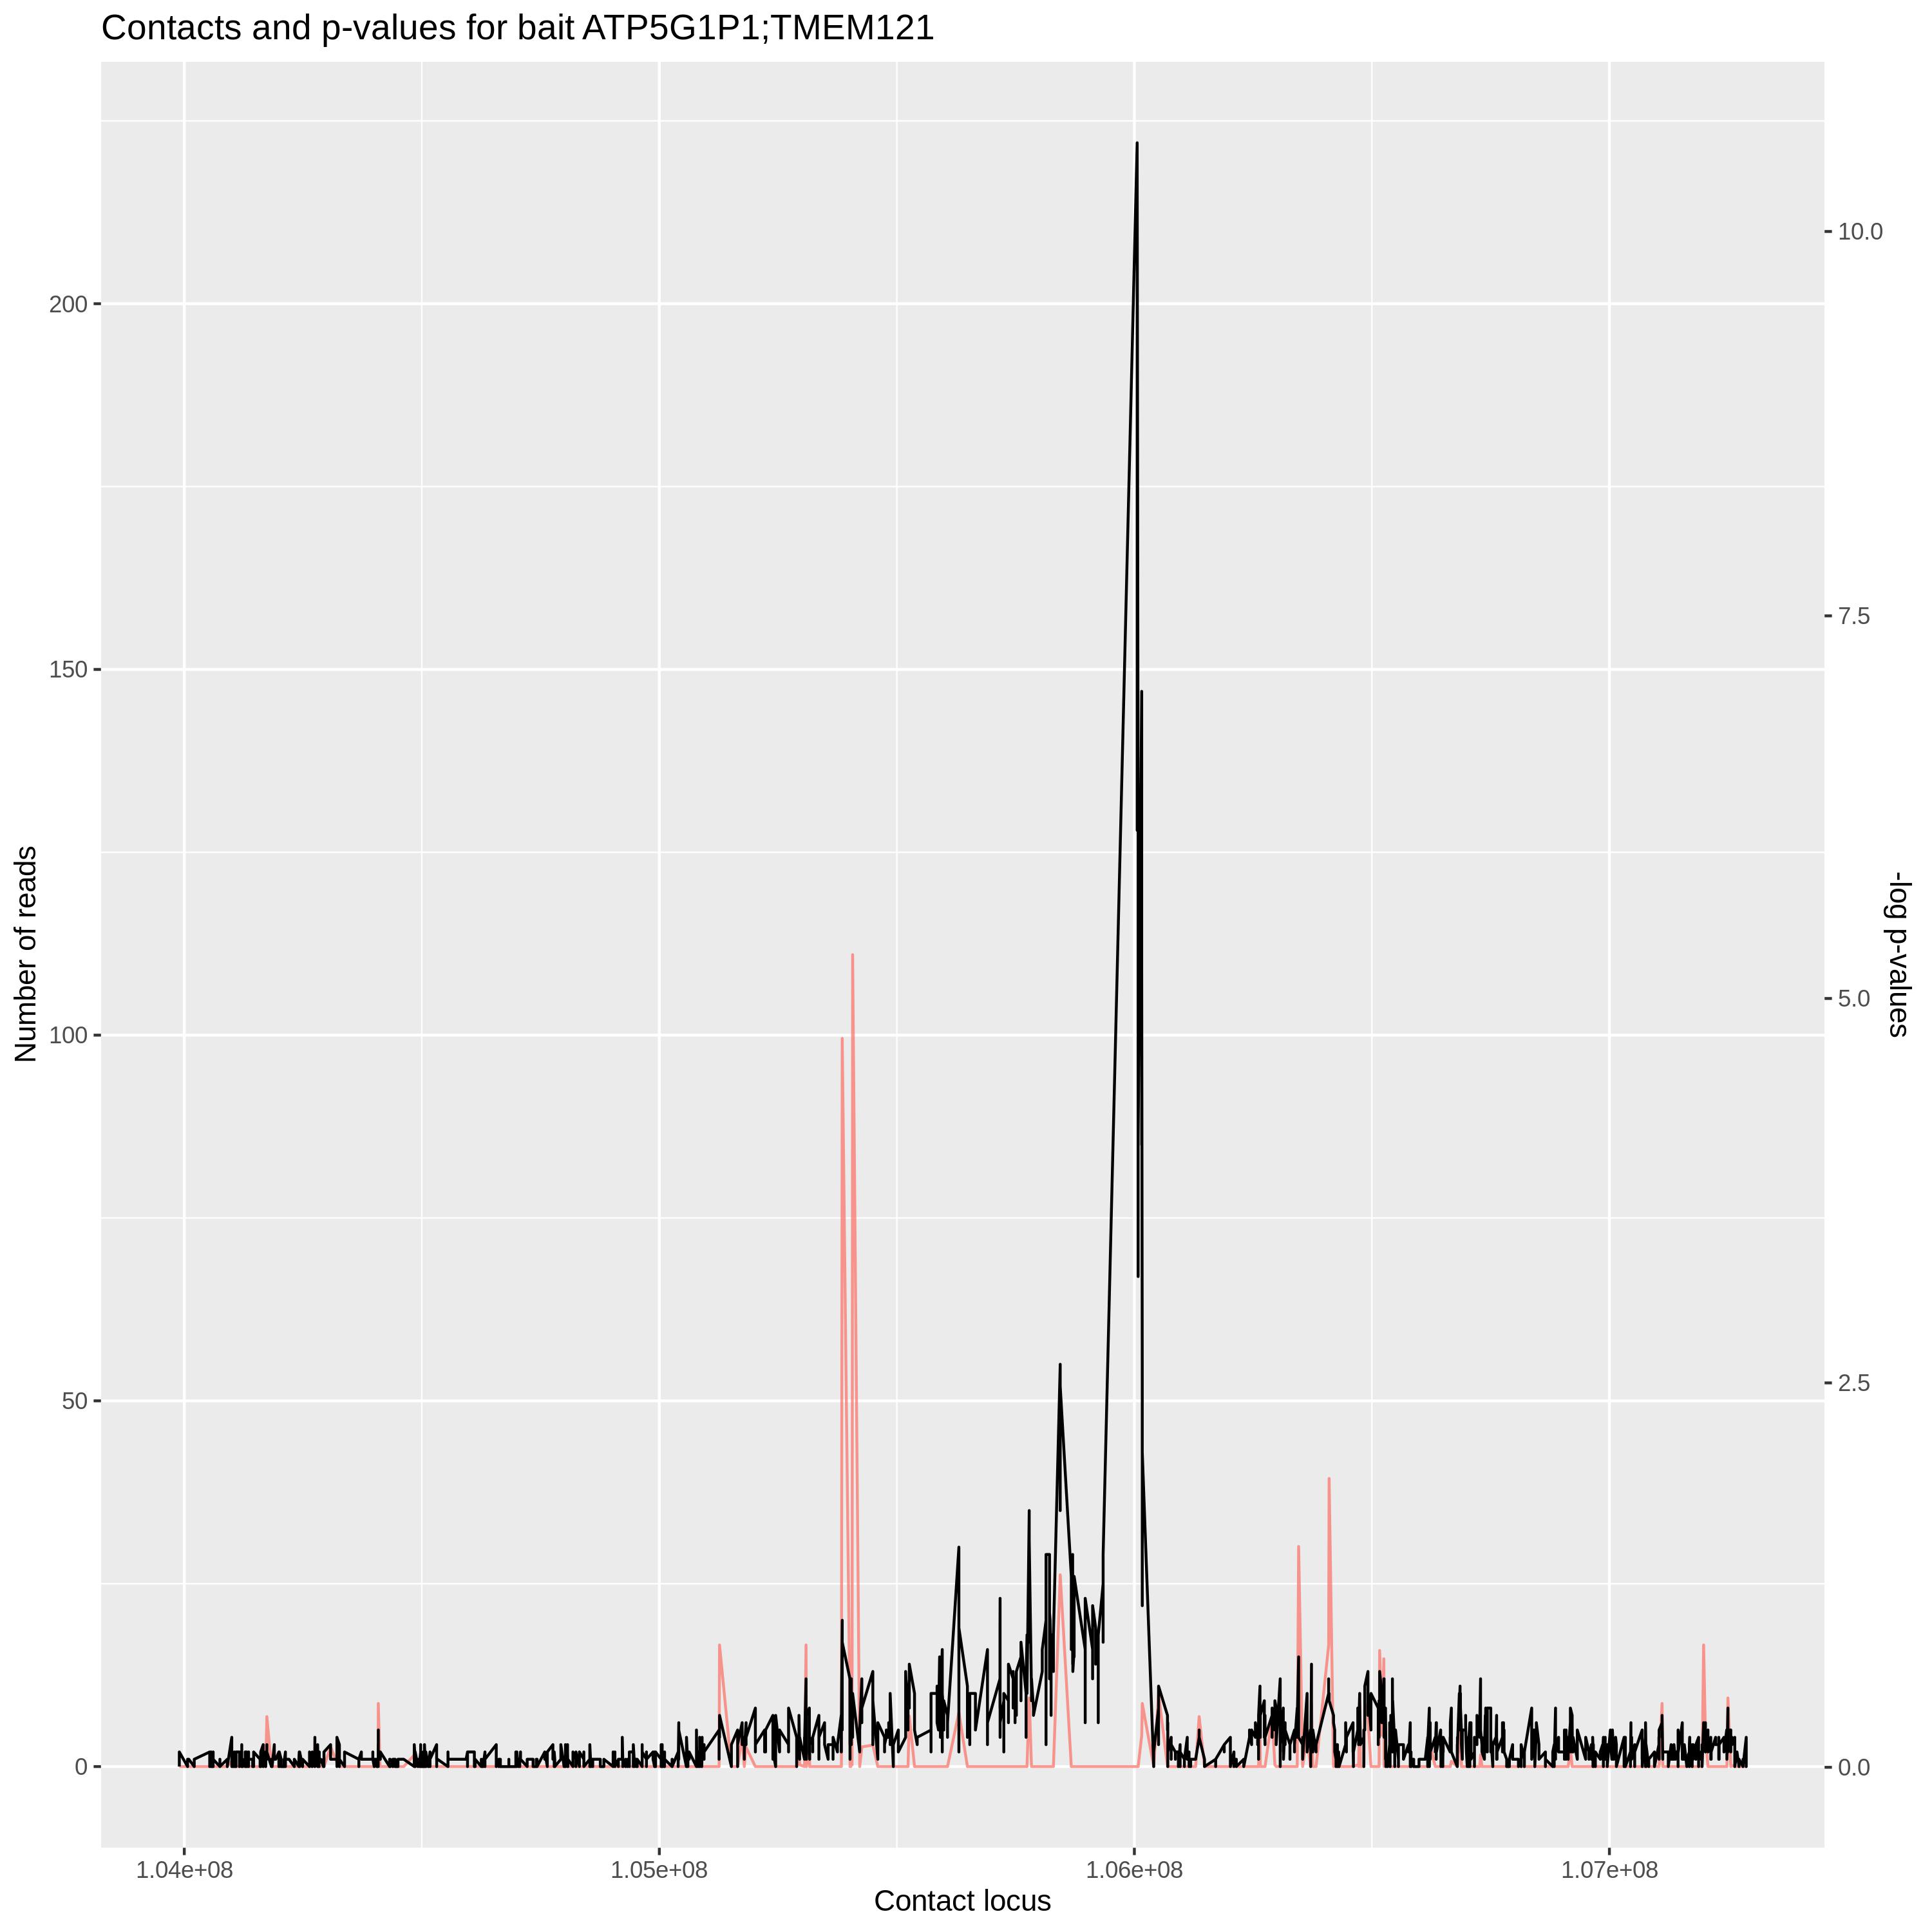 Contacts and p-values for bait ATP5G1P1;TMEM121
Number of reads
200
150
100
50
0
10.0
7.5
5.0
2.5
0.0
-log p-values
1.04e+08
1.05e+08
1.06e+08
1.07e+08
Contact locus